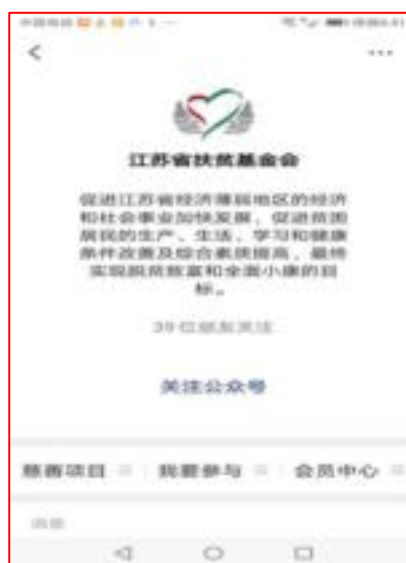 江苏省扶贫基金会
促进江苏省经济薄弱地区的经济
和社会事业加快发展，促进贫困
居民的生产、生活、学习和健康
条件改善及综合素质提高，最终
实现脱贫致富和全面小康的目
标。
39位朋友关注
关注公众号
慈善项目 我要参与 会员中心
消息